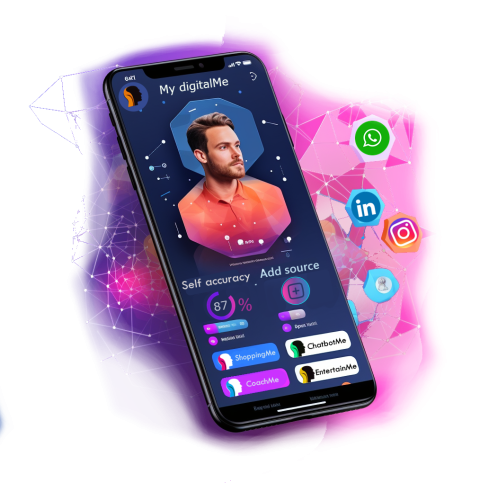 My digitalMe
Self accuracy
Add source
87%
ShoppingMe
ChatbotMe
CoachMe
EntertainMe
in